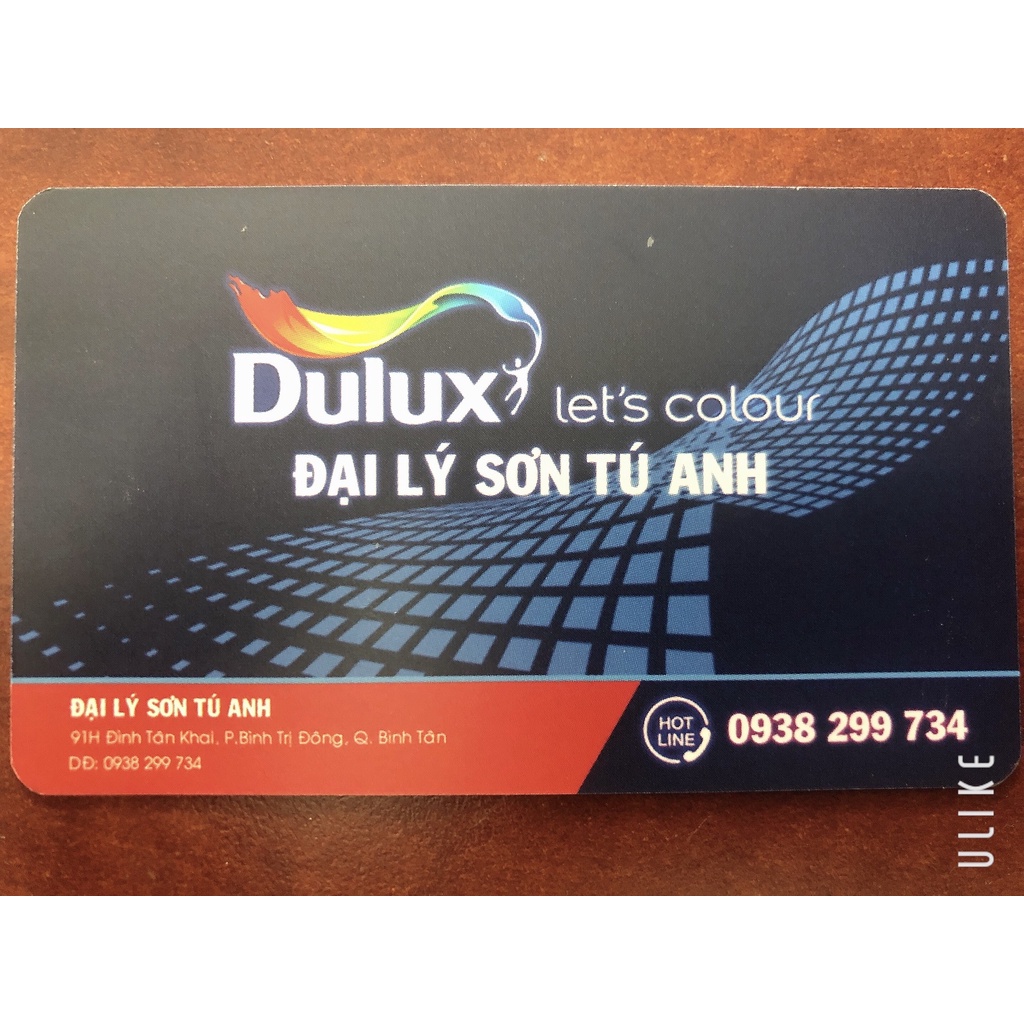 Dulux let's colour
ĐẠI LÝ SƠN TÚ ANH
ĐẠI LÝ SƠN TÚ ANH
91H Đình Tân Khai, P.Bình Trị Đông, Q. Bình Tân
DĐ: 0938 299 734
HOT LINE
0938 299 734
ULIKE